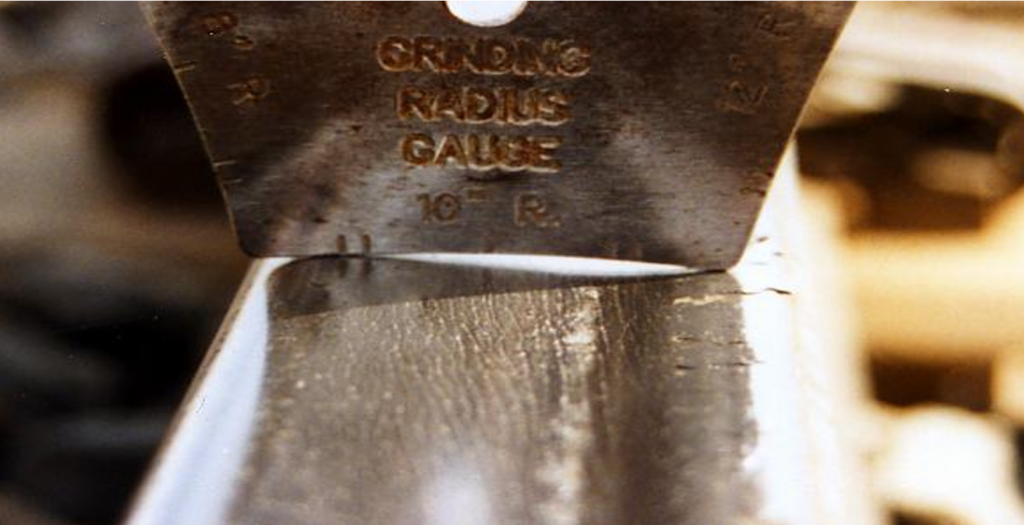 GRINDING
RADIUS
GAUGE
10" R.